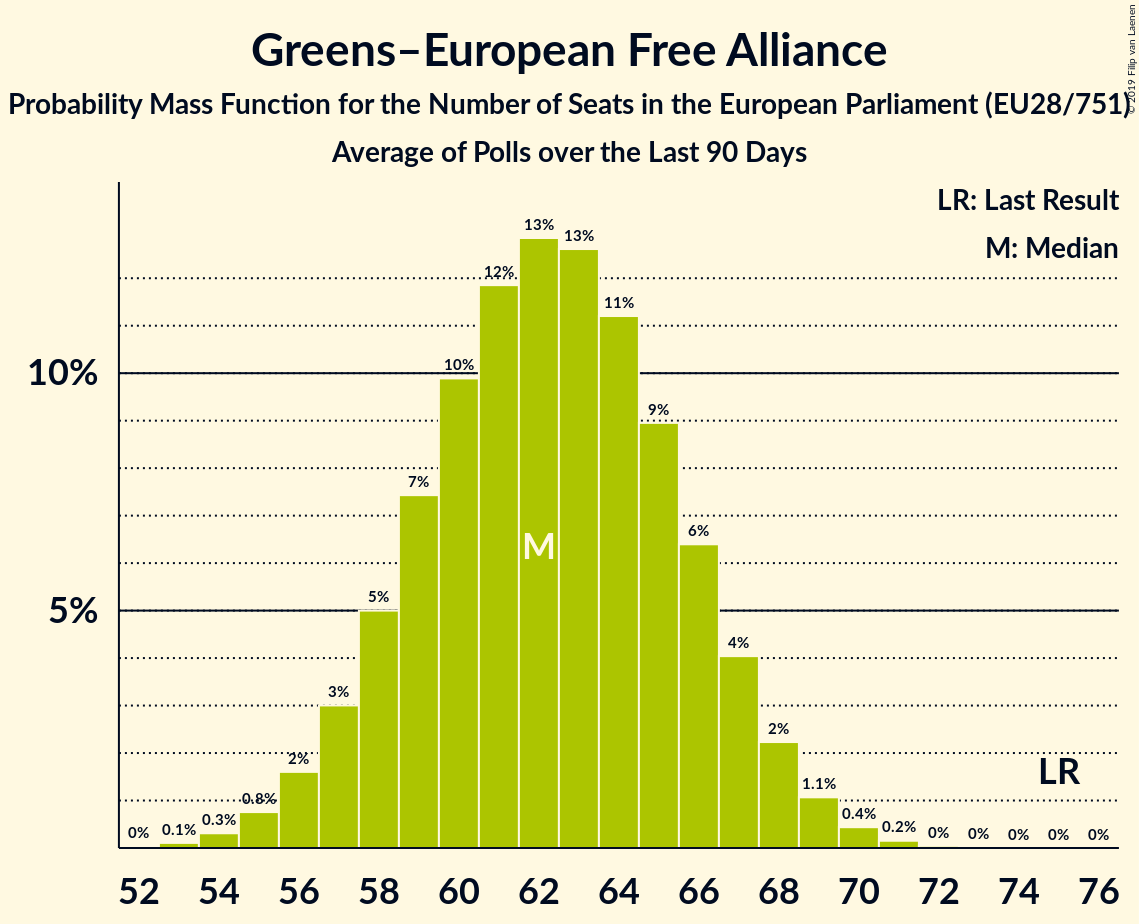 Greens–European Free Alliance
Probability Mass Function for the Number of Seats in the European Parliament (EU28/751)
Average of Polls over the Last 90 Days
© 2019 Filip van Laenen
LR: Last Result
M: Median
10%
5%
0% 0.1% 0.3% 0.8% 2% 3% 5% 7% 10% 12% 13% 13% 11% 9% 6% 4% 2% 1.1% 0.4% 0.2% 0% 0% 0% 0% 0%
M
LR
52 54 56 58 60 62 64 66 68 70 72 74 76